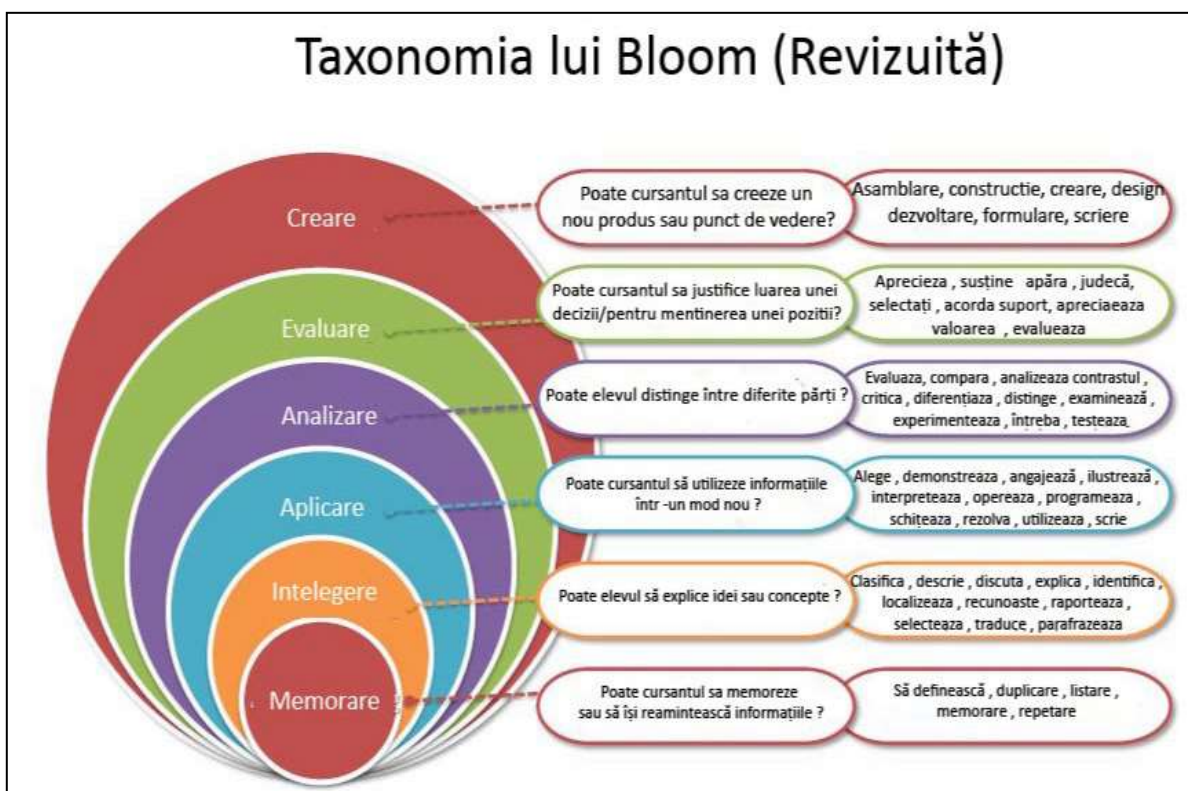 Taxonomia lui Bloom (Revizuită)
Creare
Poate cursantul sa creeze un
nou produs sau punct de vedere?
Asamblare, constructie, creare, design
dezvoltare, formulare, scriere
Evaluare
Poate cursantul sa justifice luarea unei
decizii/pentru mentinerea unei pozitii?
Aprecieza , susține apăra , judecă,
selectați , acorda suport, apreciaeaza
valoarea , evalueaza
Analizare
Poate elevul distinge între diferite părți ?
Evaluaza, compara , analizeaza contrastul ,
critica , diferențiaza , distinge , examinează ,
experimenteaza , întreba , testeaza,
Aplicare
Poate cursantul să utilizeze informațiile
într -un mod nou ?
Alege , demonstreaza , angajează , ilustrează ,
interpreteaza , opereaza , programeaza ,
schițeaza , rezolva , utilizeaza , scrie
Intelegere
Poate elevul să explice idei sau concepte ?
Clasifica , descrie , discuta , explica , identifica ,
localizeaza , recunoaste , raporteaza ,
selecteaza , traduce , parafrazeaza
Memorare
Poate cursantul sa memoreze
sau să își reamintească informațiile ?
Să definească , duplicare , listare ,
memorare , repetare